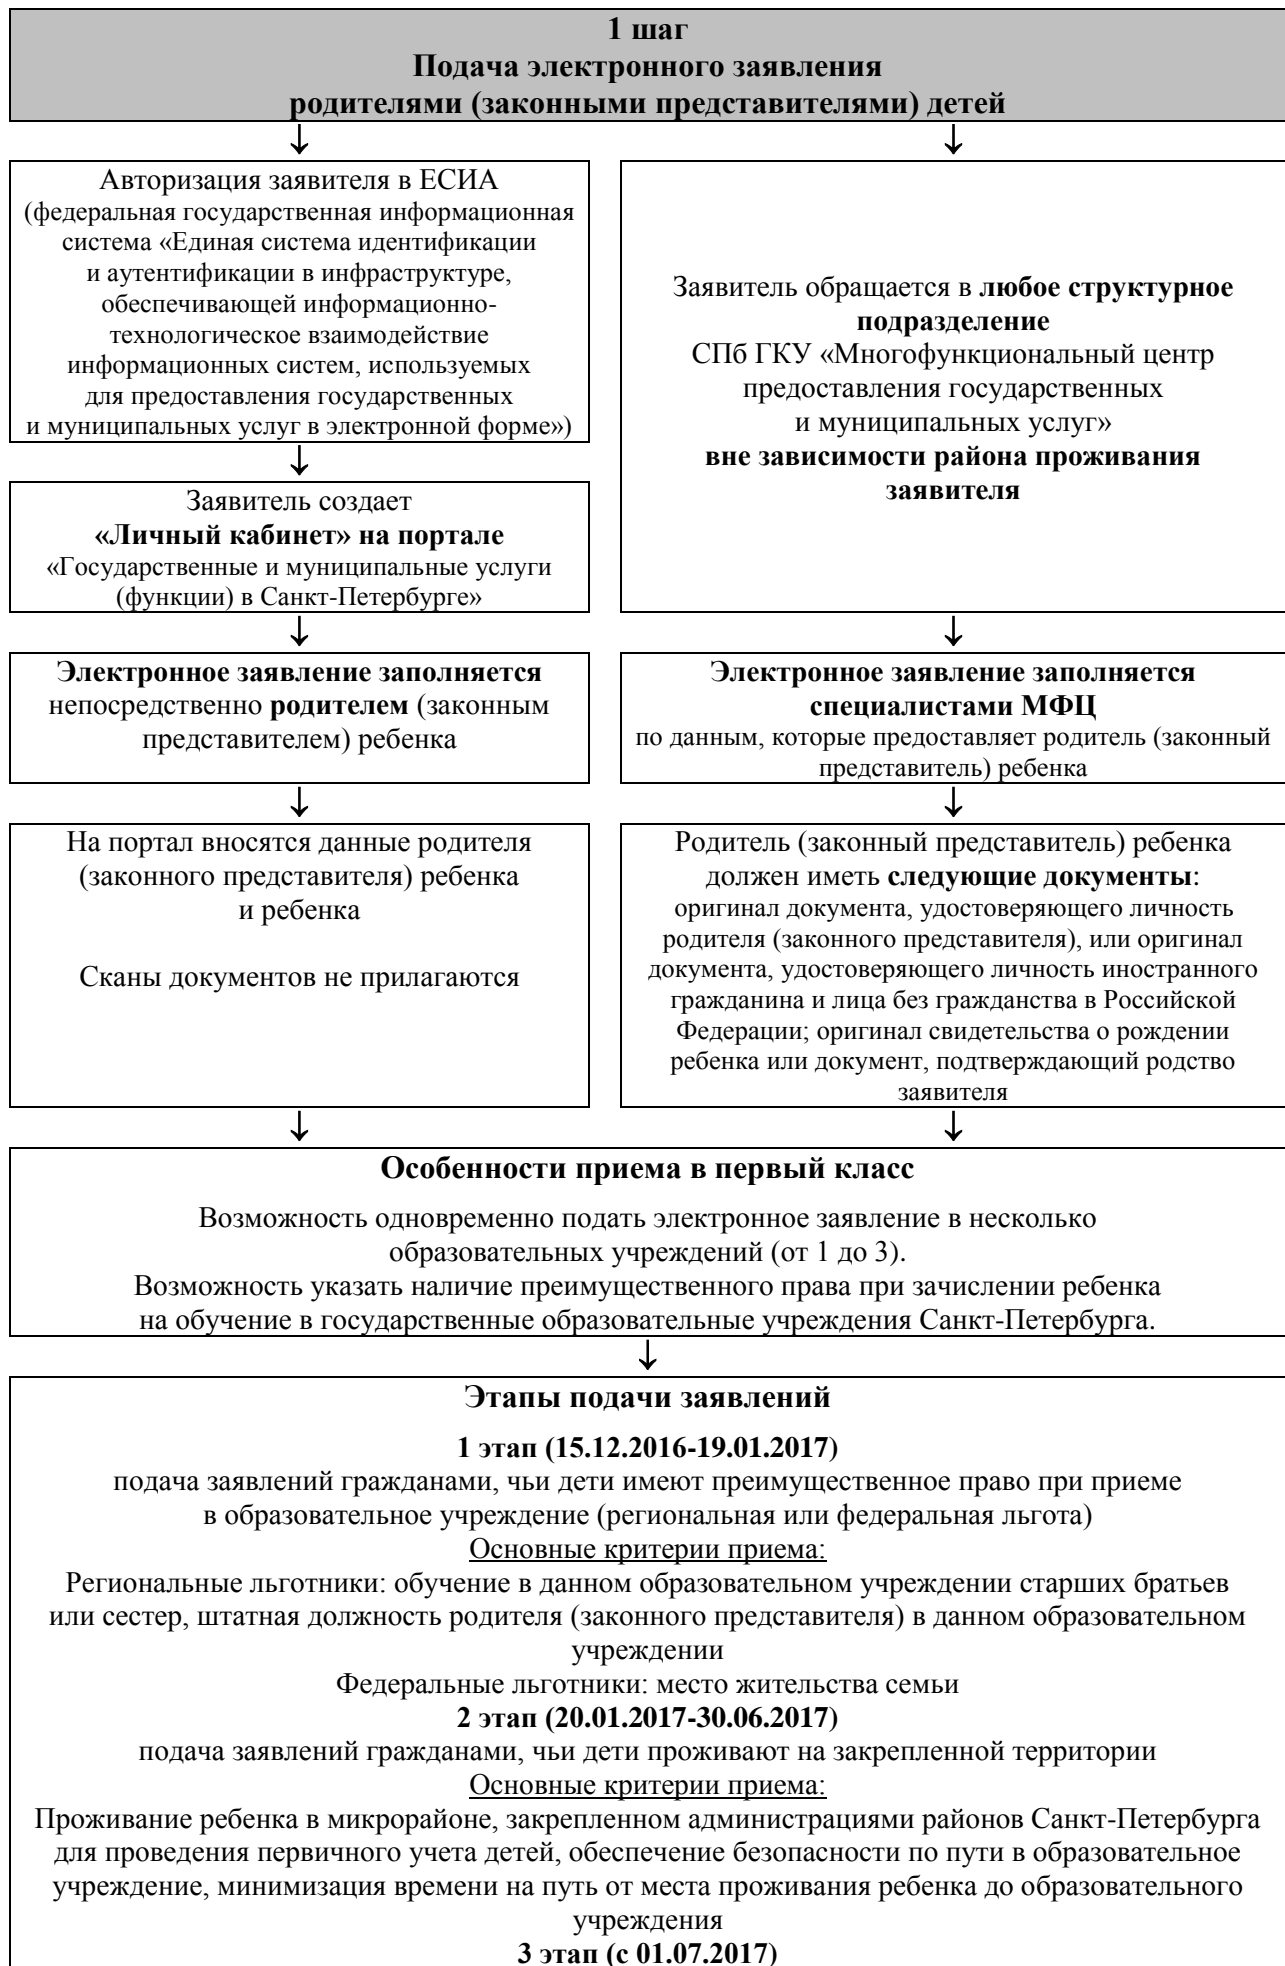 1 шаг
Подача электронного заявления
родителями (законными представителями) детей
↓
↓
Авторизация заявителя в ЕСИА
(федеральная государственная информационная
система «Единая система идентификации
и аутентификации в инфраструктуре,
обеспечивающей информационно-
технологическое взаимодействие
информационных систем, используемых
для предоставления государственных
и муниципальных услуг в электронной форме»)
↓
Заявитель создает
«Личный кабинет» на портале
«Государственные и муниципальные услуги
(функции) в Санкт-Петербурге»
Заявитель обращается в любое структурное
подразделение
СПб ГКУ «Многофункциональный центр
предоставления государственных
и муниципальных услуг»
вне зависимости района проживания
заявителя
↓
↓
Электронное заявление заполняется
непосредственно родителем (законным
представителем) ребенка
Электронное заявление заполняется
специалистами МФЦ
по данным, которые предоставляет родитель (законный
представитель) ребенка
↓
↓
На портал вносятся данные родителя
(законного представителя) ребенка
и ребенка
Сканы документов не прилагаются
Родитель (законный представитель) ребенка
должен иметь следующие документы:
оригинал документа, удостоверяющего личность
родителя (законного представителя), или оригинал
документа, удостоверяющего личность иностранного
гражданина и лица без гражданства в Российской
Федерации; оригинал свидетельства о рождении
ребенка или документ, подтверждающий родство
заявителя
↓
↓
Особенности приема в первый класс
Возможность одновременно подать электронное заявление в несколько
образовательных учреждений (от 1 до 3).
Возможность указать наличие преимущественного права при зачислении ребенка
на обучение в государственные образовательные учреждения Санкт-Петербурга.
↓
Этапы подачи заявлений
1 этап (15.12.2016-19.01.2017)
подача заявлений гражданами, чьи дети имеют преимущественное право при приеме
в образовательное учреждение (региональная или федеральная льгота)
Основные критерии приема:
Региональные льготники: обучение в данном образовательном учреждении старших братьев
или сестер, штатная должность родителя (законного представителя) в данном образовательном
учреждении
Федеральные льготники: место жительства семьи
2 этап (20.01.2017-30.06.2017)
подача заявлений гражданами, чьи дети проживают на закрепленной территории
Основные критерии приема:
Проживание ребенка в микрорайоне, закрепленном администрациями районов Санкт-Петербурга
для проведения первичного учета детей, обеспечение безопасности по пути в образовательное
учреждение, минимизация времени на путь от места проживания ребенка до образовательного
учреждения
3 этап (с 01.07.2017)